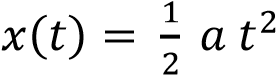 x(t) = 1/2 a t²